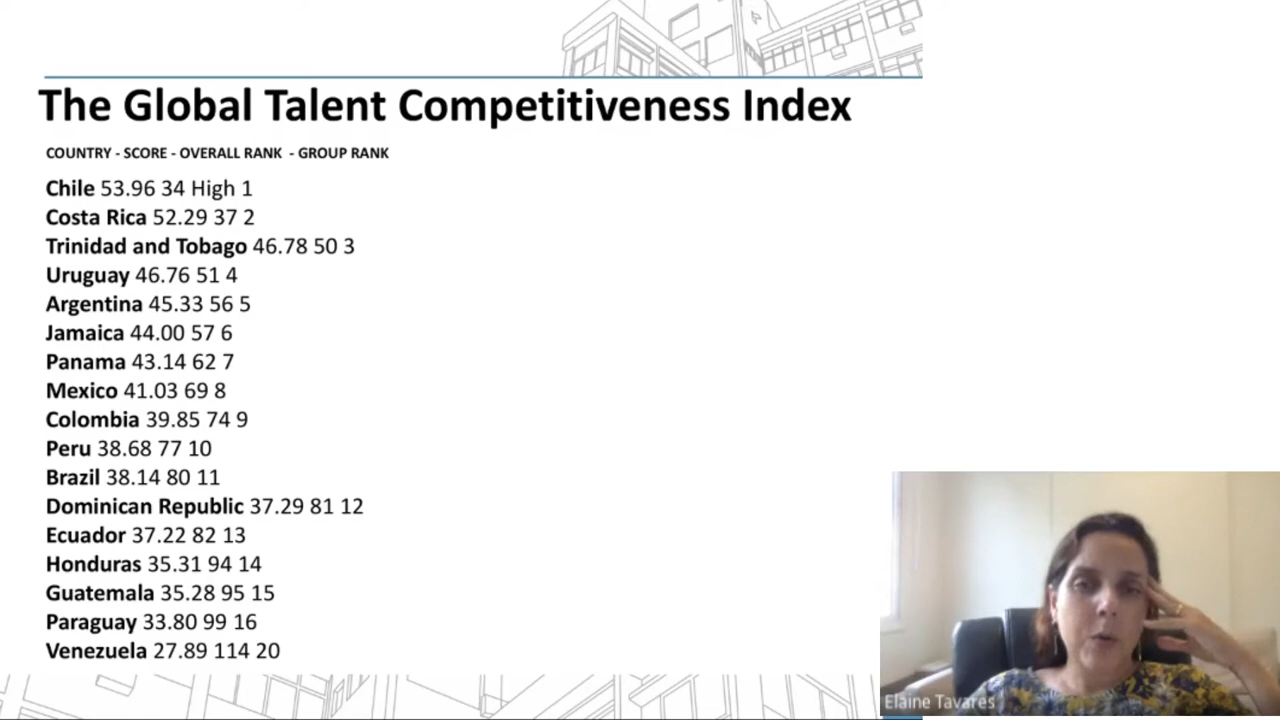 The Global Talent Competitiveness Index
COUNTRY - SCORE - OVERALL RANK  - GROUP RANK
Chile 53.96 34 High 1
Costa Rica 52.29 37 2
Trinidad and Tobago 46.78 50 3
Uruguay 46.76 51 4
Argentina 45.33 56 5
Jamaica 44.00 57 6
Panama 43.14 62 7
Mexico 41.03 69 8
Colombia 39.85 74 9
Peru 38.68 77 10
Brazil 38.14 80 11
Dominican Republic 37.29 81 12
Ecuador 37.22 82 13
Honduras 35.31 94 14
Guatemala 35.28 95 15
Paraguay 33.80 99 16
Venezuela 27.89 114 20
Elaine Tavares